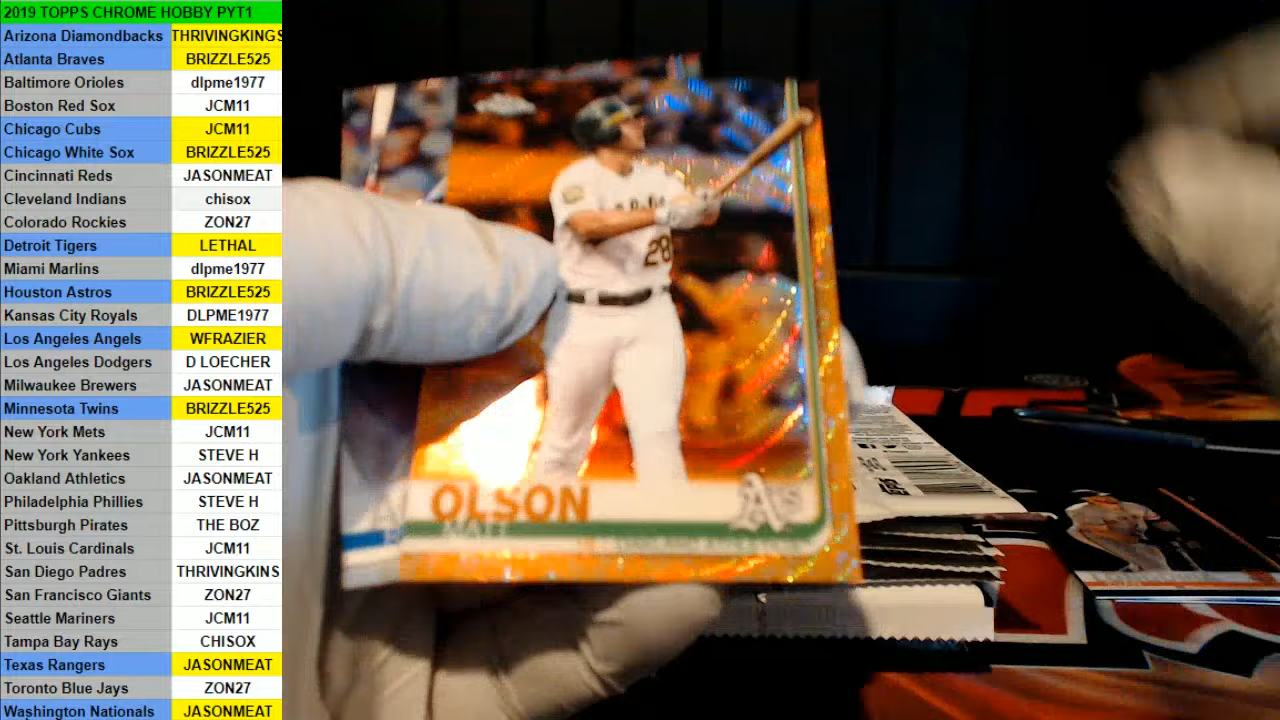 2019 TOPPS CHROME HOBBY PYT1
Arizona Diamondbacks THRIVINGKINGS
Atlanta Braves BRIZZLE525
Baltimore Orioles dlpme1977
Boston Red Sox JCM11
Chicago Cubs JCM11
Chicago White Sox BRIZZLE525
Cincinnati Reds JASONMEAT
Cleveland Indians chisox
Colorado Rockies ZON27
Detroit Tigers LETHAL
Miami Marlins dlpme1977
Houston Astros BRIZZLE525
Kansas City Royals DLPME1977
Los Angeles Angels WFRAZIER
Los Angeles Dodgers D LOECHER
Milwaukee Brewers JASONMEAT
Minnesota Twins BRIZZLE525
New York Mets JCM11
New York Yankees STEVE H
Oakland Athletics JASONMEAT
Philadelphia Phillies STEVE H
Pittsburgh Pirates THE BOZ
St. Louis Cardinals JCM11
San Diego Padres THRIVINGKINS
San Francisco Giants ZON27
Seattle Mariners JCM11
Tampa Bay Rays CHISOX
Texas Rangers JASONMEAT
Toronto Blue Jays ZON27
Washington Nationals JASONMEAT
28
OLSON
MATT
A's